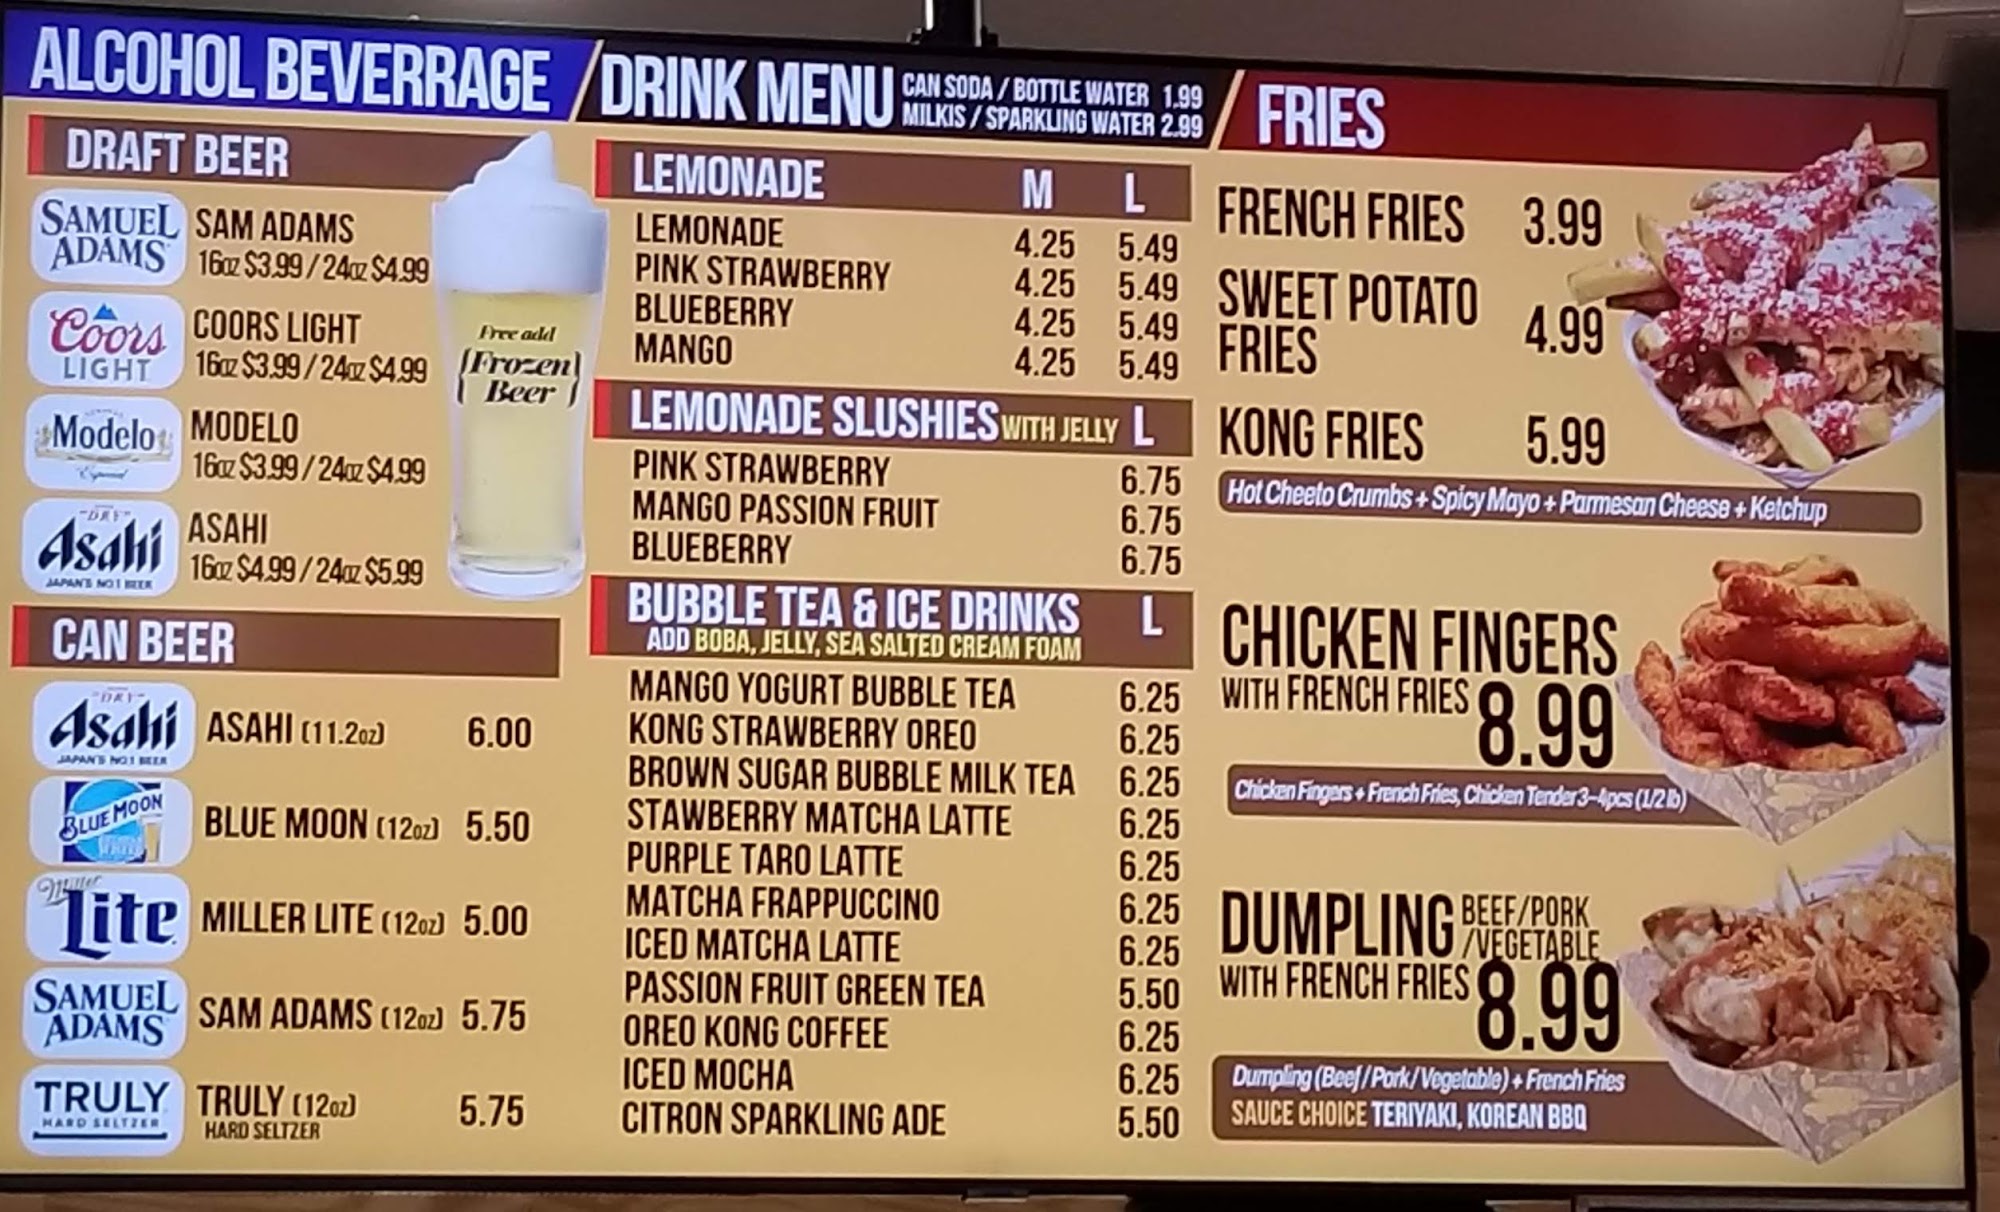 ALCOHOL BEVERRAGE
DRAFT BEER
SAMUEL
ADAMS
SAM ADAMS
16oz $3.99 / 24oz $4.99
Coors
LIGHT
COORS LIGHT
16oz $3.99 / 24oz $4.99
Modelo
Especial
MODELO
16oz $3.99 / 24oz $4.99
"DRY"
Asahi
JAPAN'S NO1 BEER
ASAHI
16oz $4.99 / 24oz $5.99
Free add
[Frozen]
Beer
CAN BEER
"DRY"
Asahi
JAPAN'S NO1 BEER
ASAHI (11.2oz) 6.00
BLUE MOON
BLUE MOON (12oz) 5.50
Miller
Lite
MILLER LITE (12oz) 5.00
SAMUEL
ADAMS
SAM ADAMS (12oz) 5.75
TRULY
HARD SELTZER
TRULY (12oz) 5.75
HARD SELTZER
DRINK MENU
CAN SODA / BOTTLE WATER 1.99
MILKIS / SPARKLING WATER 2.99
LEMONADE M L
LEMONADE 4.25 5.49
PINK STRAWBERRY 4.25 5.49
BLUEBERRY 4.25 5.49
MANGO 4.25 5.49
LEMONADE SLUSHIES WITH JELLY L
PINK STRAWBERRY 6.75
MANGO PASSION FRUIT 6.75
BLUEBERRY 6.75
BUBBLE TEA & ICE DRINKS L
ADD BOBA, JELLY, SEA SALTED CREAM FOAM
MANGO YOGURT BUBBLE TEA 6.25
KONG STRAWBERRY OREO 6.25
BROWN SUGAR BUBBLE MILK TEA 6.25
STAWBERRY MATCHA LATTE 6.25
PURPLE TARO LATTE 6.25
MATCHA FRAPPUCCINO 6.25
ICED MATCHA LATTE 6.25
PASSION FRUIT GREEN TEA 5.50
OREO KONG COFFEE 6.25
ICED MOCHA 6.25
CITRON SPARKLING ADE 5.50
FRIES
FRENCH FRIES 3.99
SWEET POTATO
FRIES 4.99
KONG FRIES 5.99
Hot Cheeto Crumbs + Spicy Mayo + Parmesan Cheese + Ketchup
CHICKEN FINGERS
WITH FRENCH FRIES 8.99
Chicken Fingers + French Fries, Chicken Tender 3-4pcs (1/2 lb)
DUMPLING BEEF/PORK
/VEGETABLE
WITH FRENCH FRIES 8.99
Dumpling (Beef/Pork/Vegetable) + French Fries
SAUCE CHOICE TERIYAKI, KOREAN BBQ